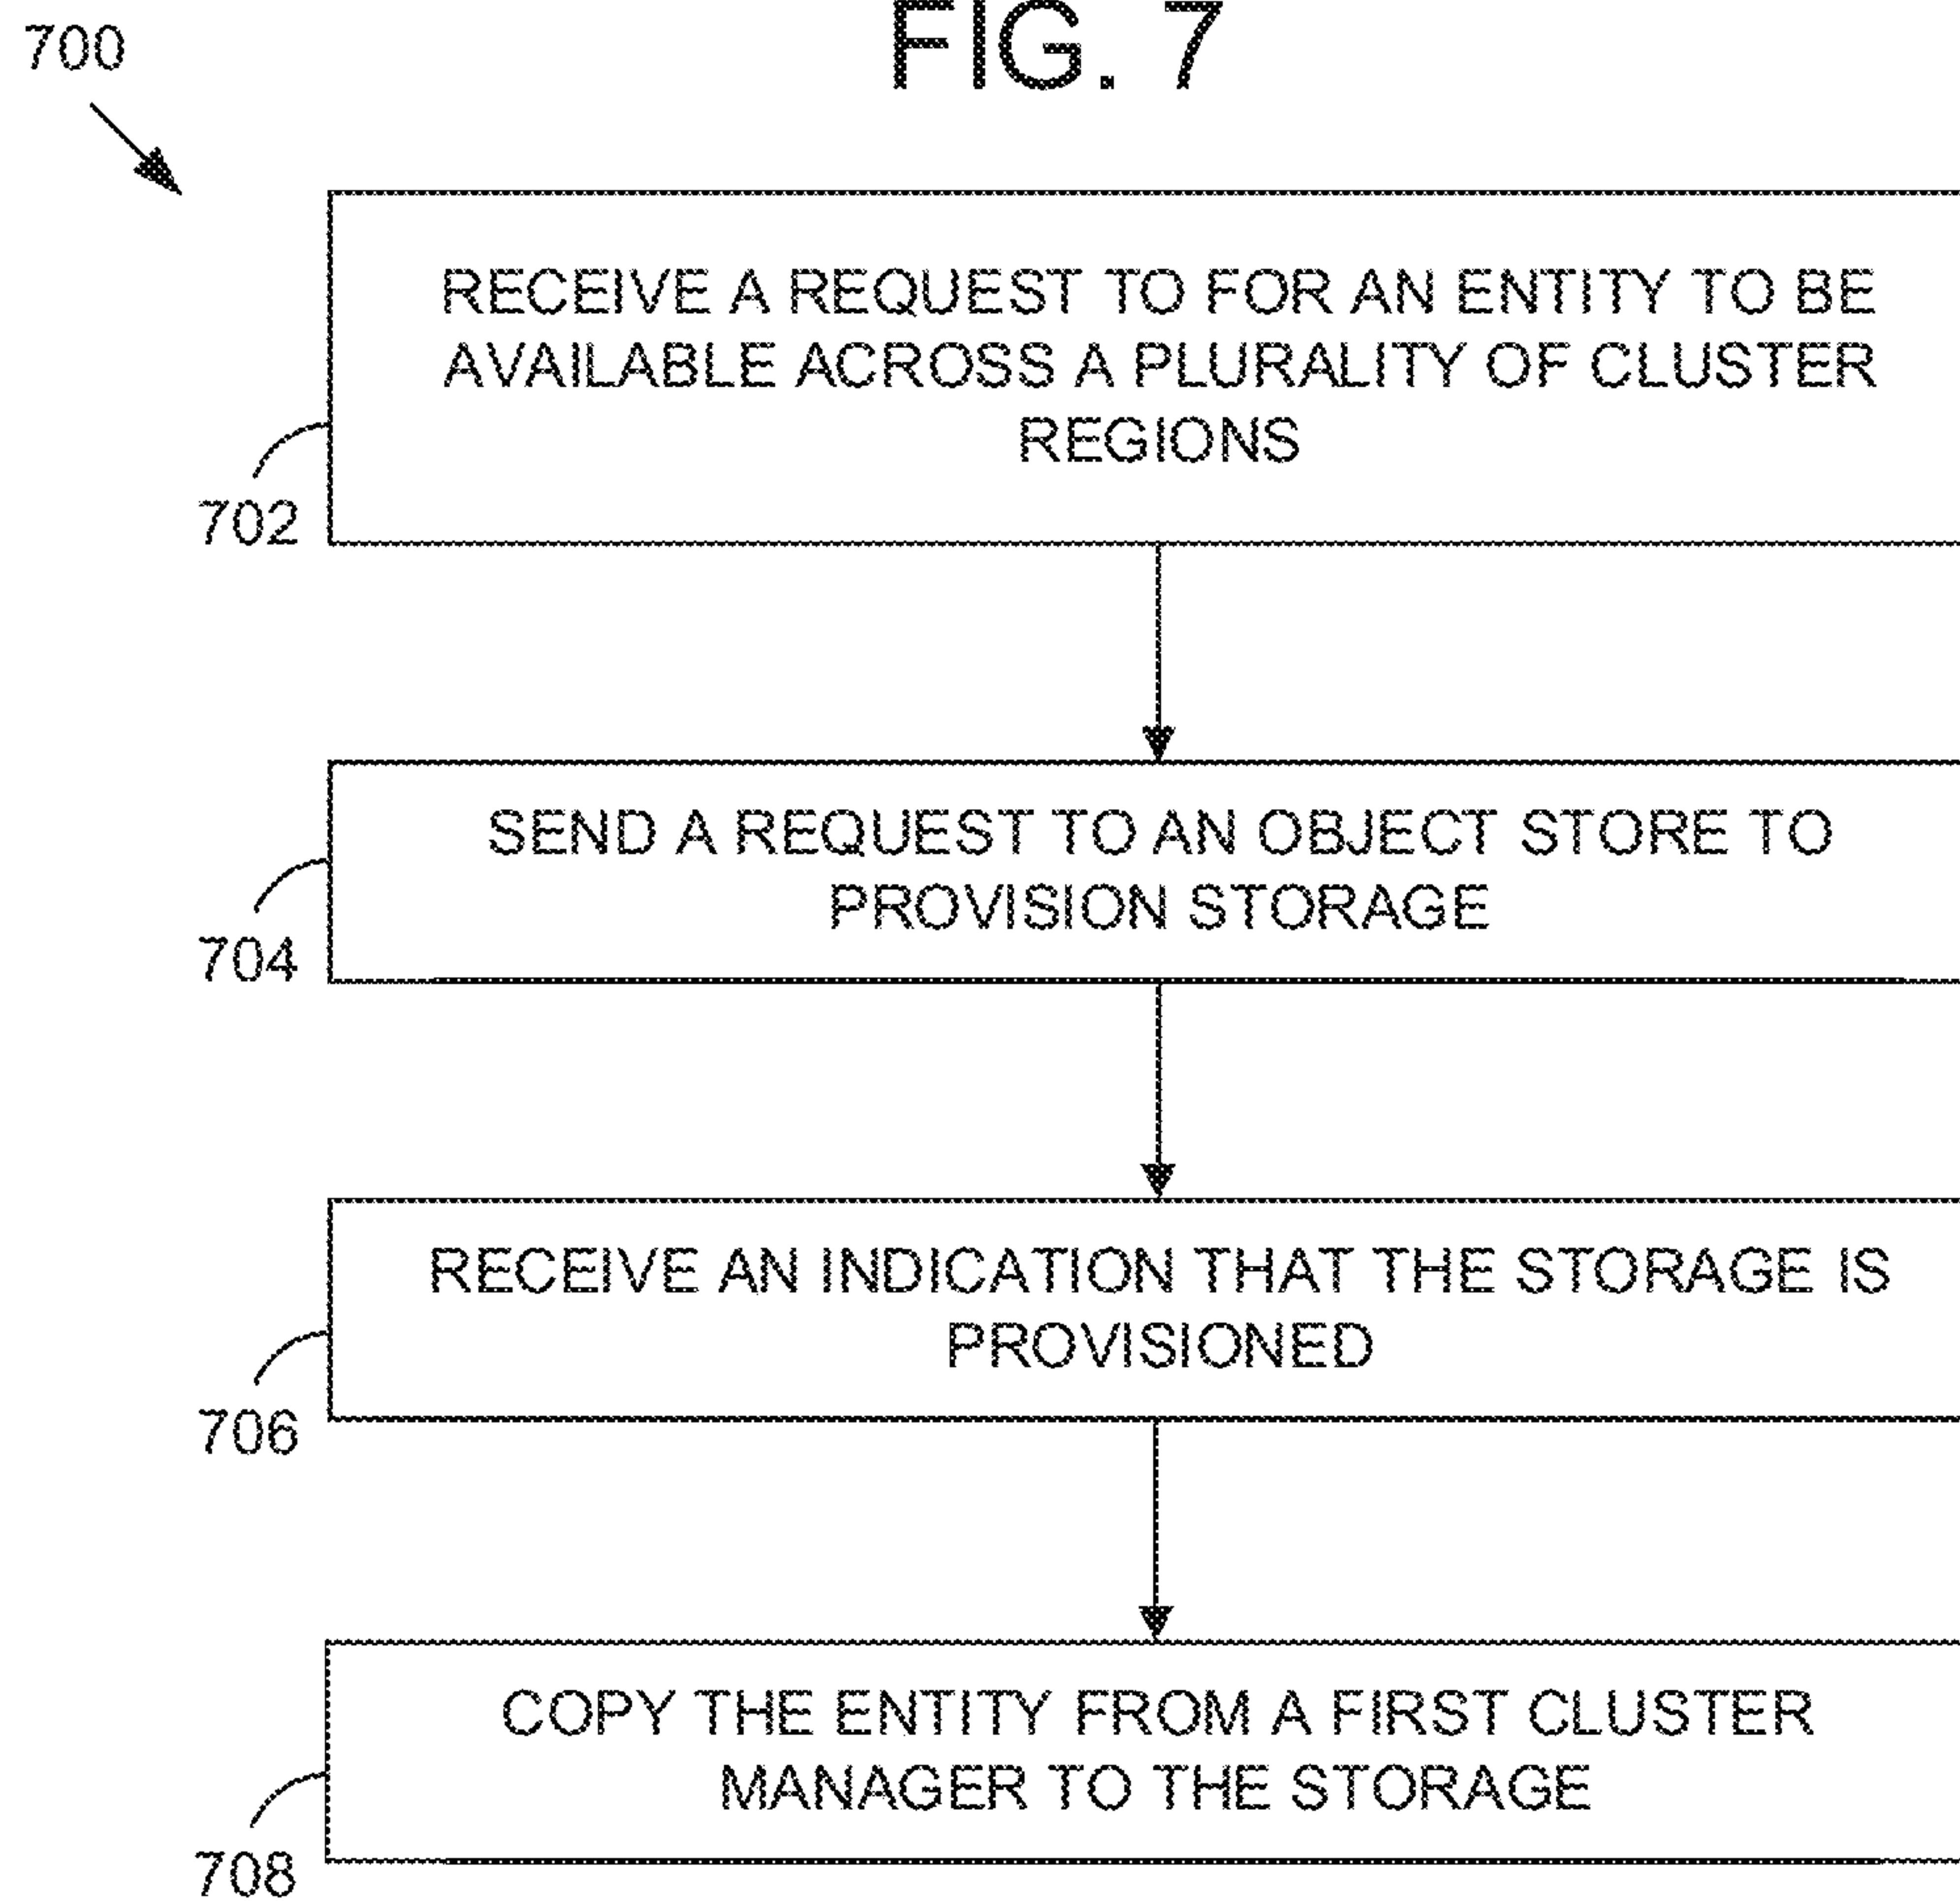 FIG. 7
700
RECEIVE A REQUEST TO FOR AN ENTITY TO BE
AVAILABLE ACROSS A PLURALITY OF CLUSTER
REGIONS
702
SEND A REQUEST TO AN OBJECT STORE TO
PROVISION STORAGE
704
RECEIVE AN INDICATION THAT THE STORAGE IS
PROVISIONED
706
COPY THE ENTITY FROM A FIRST CLUSTER
MANAGER TO THE STORAGE
708